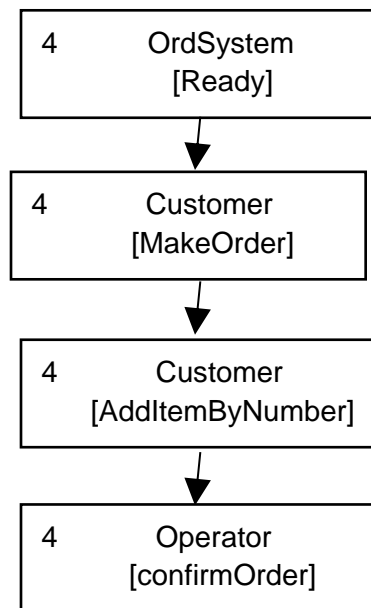 4 OrdSystem
[Ready]
4 Customer
[MakeOrder]
4 Customer
[AddItemByNumber]
4 Operator
[confirmOrder]